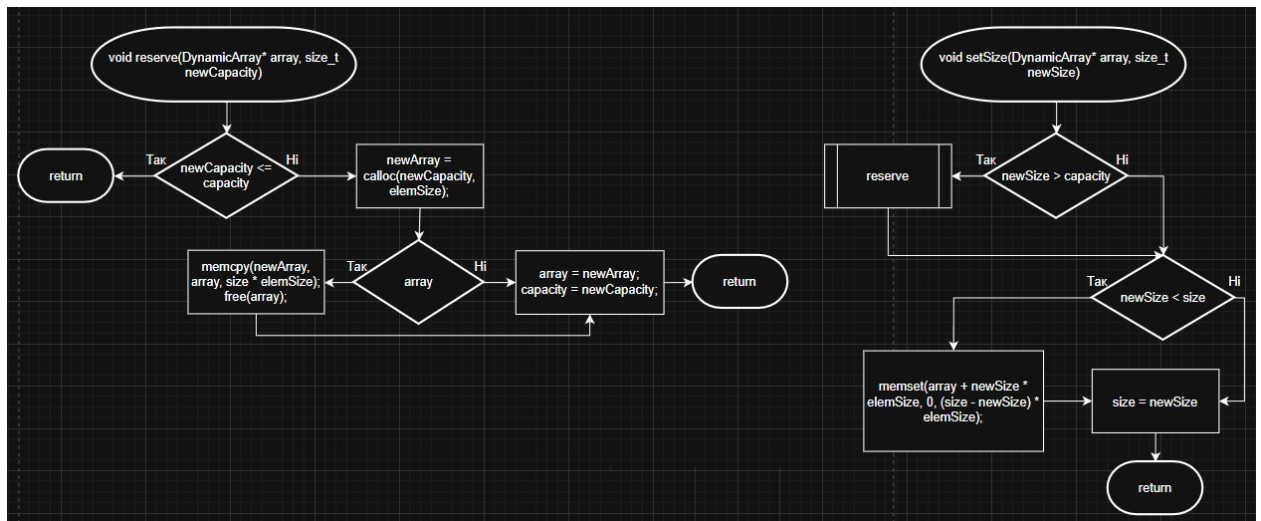 void reserve(DynamicArray* array, size_t
newCapacity)
Так
newCapacity <=
capacity
Ні
return
newArray =
calloc(newCapacity,
elemSize);
Так
array
Ні
memcpy(newArray,
array, size * elemSize);
free(array);
array = newArray;
capacity = newCapacity;
return
void setSize(DynamicArray* array, size_t
newSize)
Так
newSize > capacity
Ні
reserve
Так
newSize < size
Ні
memset(array + newSize *
elemSize, 0, (size - newSize) *
elemSize);
size = newSize
return